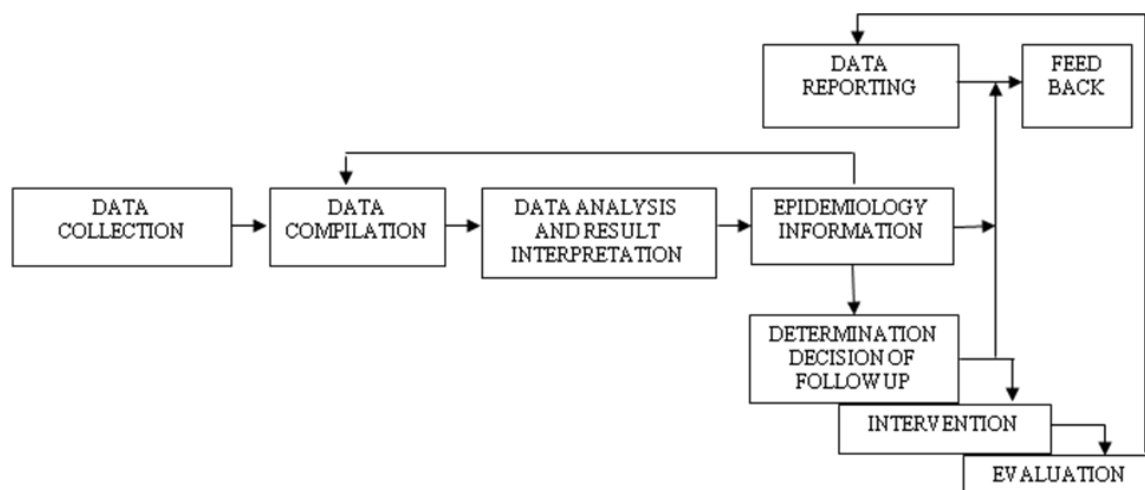 DATA
REPORTING
FEED
BACK
DATA
COLLECTION
DATA
COMPILATION
DATA ANALYSIS
AND RESULT
INTERPRETATION
EPIDEMIOLOGY
INFORMATION
DETERMINATION
DECISION OF
FOLLOW UP
INTERVENTION
EVALUATION